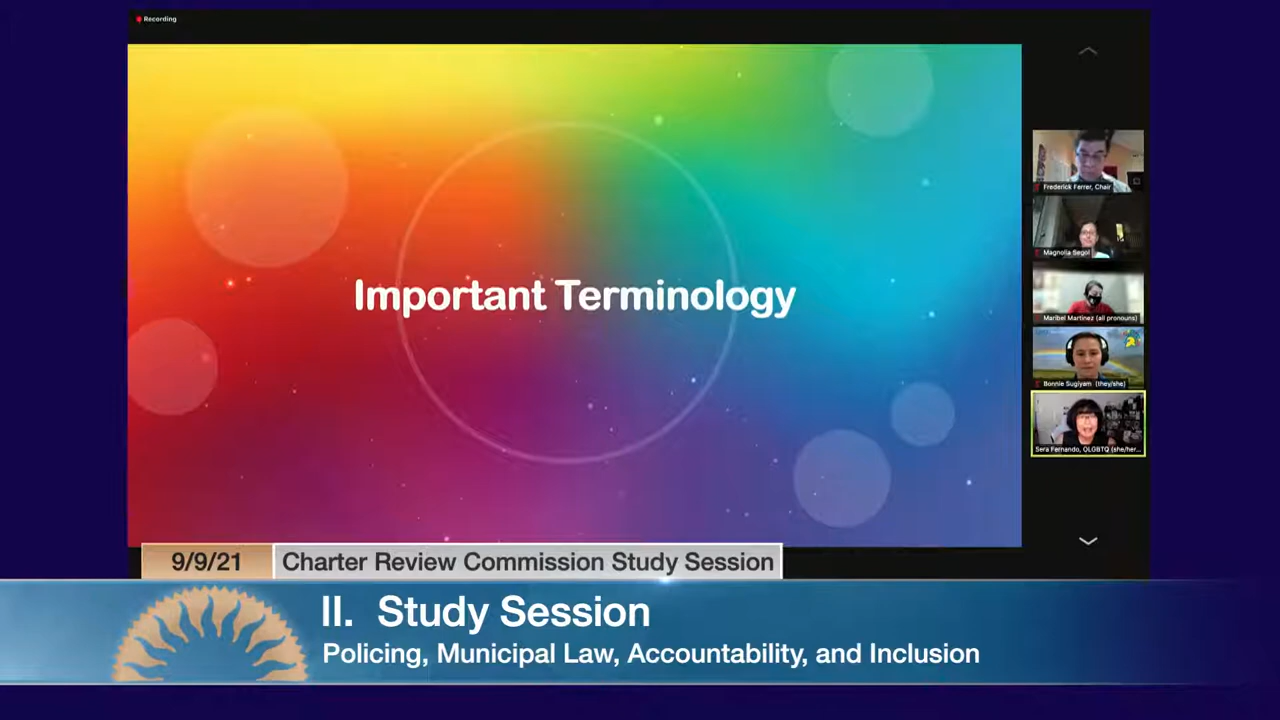 Recording
Important Terminology
Frederick Ferrer, Chair
Magnolia Segol
Maribel Martinez (all pronouns)
Bonnie Sugiyam (they/she)
Sera Fernando, OLGBTQ (she/her...
9/9/21
Charter Review Commission Study Session
II. Study Session
Policing, Municipal Law, Accountability, and Inclusion